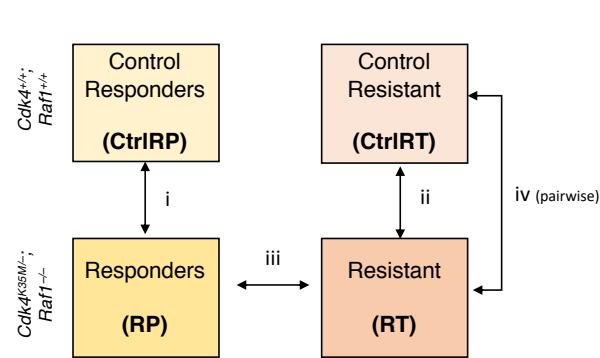 Cdk4+/+;
Raf1+/+
Control
Responders
(CtrlRP)
Control
Resistant
(CtrlRT)
i
ii
iv (pairwise)
Cdk4K35M/–;
Raf1–/–
Responders
(RP)
iii
Resistant
(RT)